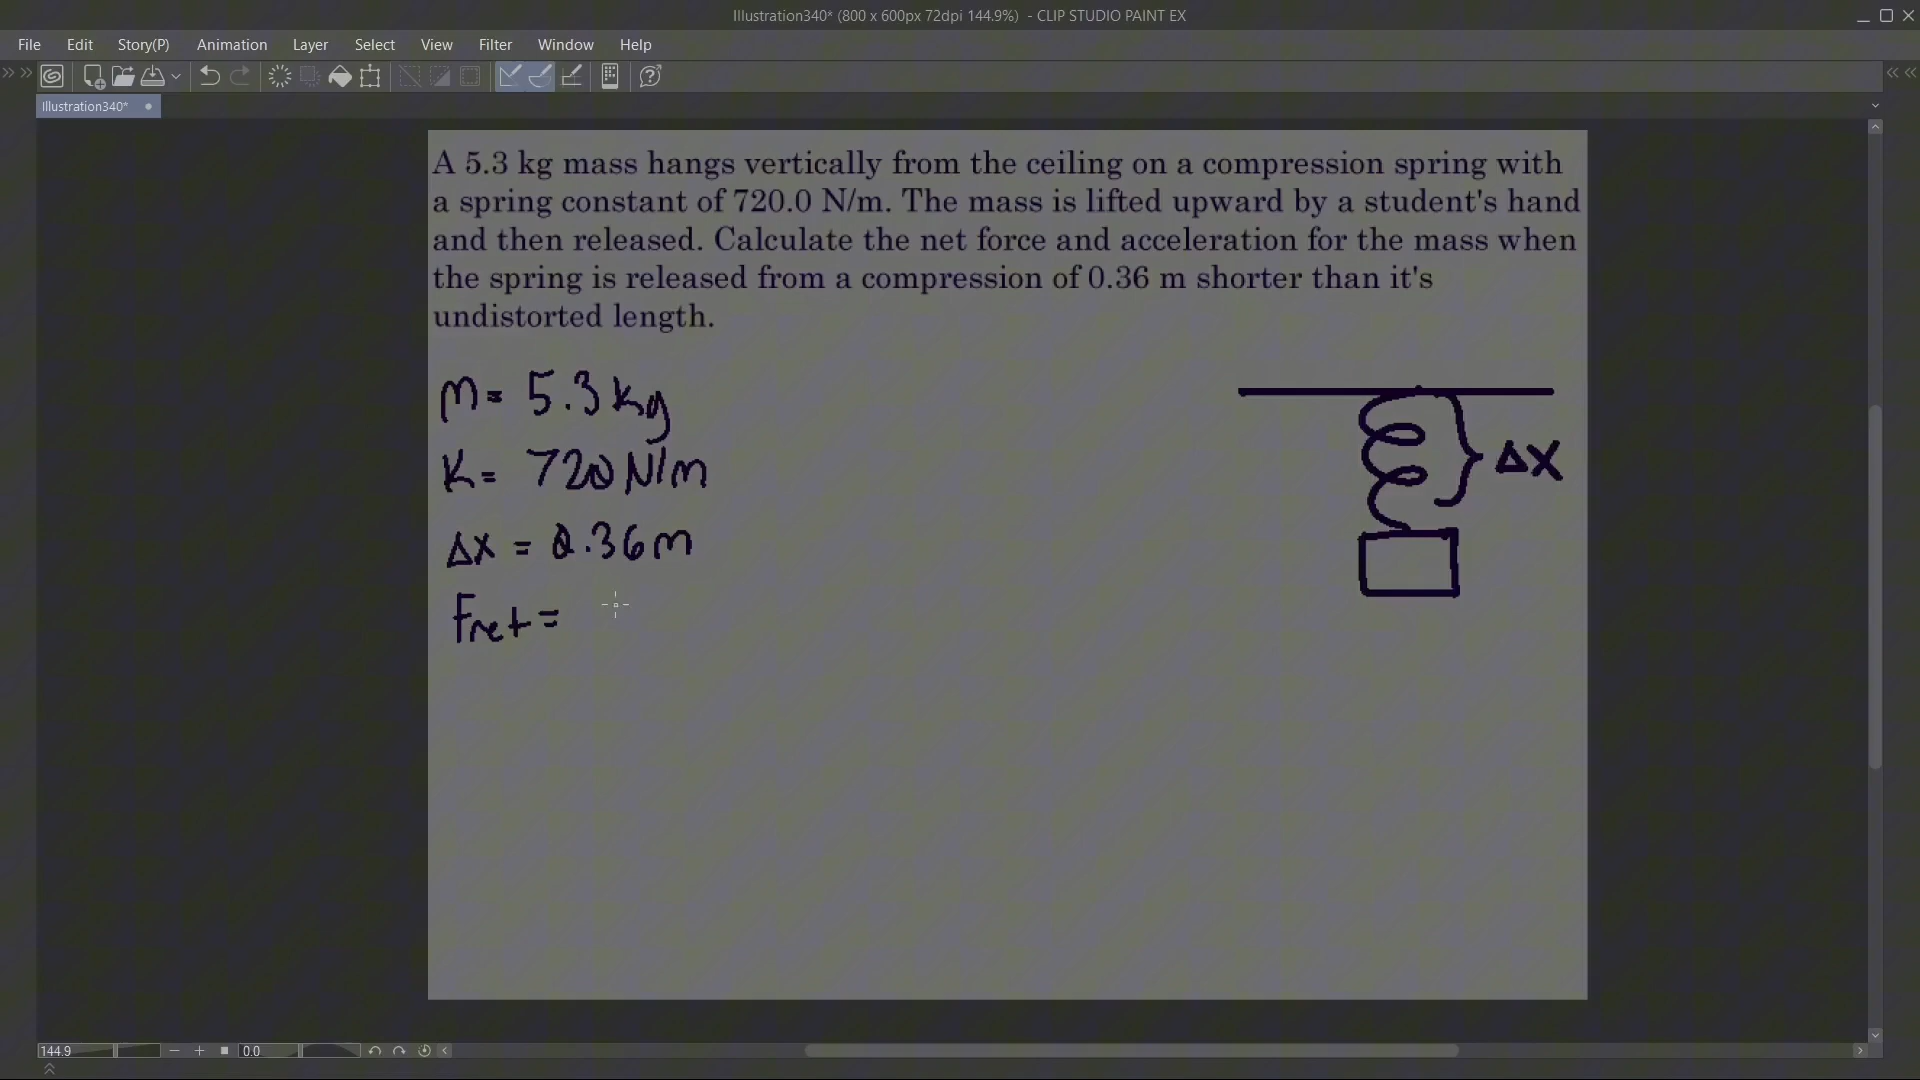 Illustration340* (800 x 600px 72dpi 144.9%) - CLIP STUDIO PAINT EX
File Edit Story(P) Animation Layer Select View Filter Window Help
Illustration340*
A 5.3 kg mass hangs vertically from the ceiling on a compression spring with
a spring constant of 720.0 N/m. The mass is lifted upward by a student's hand
and then released. Calculate the net force and acceleration for the mass when
the spring is released from a compression of 0.36 m shorter than it's
undistorted length.
m= 5.3 kg
K= 720 N/m
Δx = 0.36 m
Fnet=
Δx
144.9
0.0